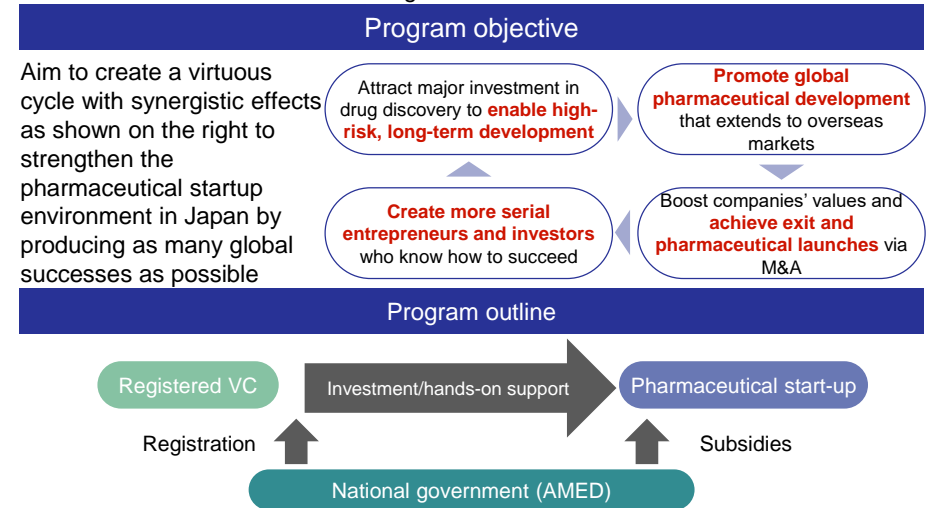 Program objective
Aim to create a virtuous
cycle with synergistic effects
as shown on the right to
strengthen the
pharmaceutical startup
environment in Japan by
producing as many global
successes as possible
Attract major investment in
drug discovery to enable high-
risk, long-term development
Promote global
pharmaceutical development
that extends to overseas
markets
Create more serial
entrepreneurs and investors
who know how to succeed
Boost companies’ values and
achieve exit and
pharmaceutical launches via
M&A
Program outline
Registered VC
Investment/hands-on support
Pharmaceutical start-up
Registration
Subsidies
National government (AMED)